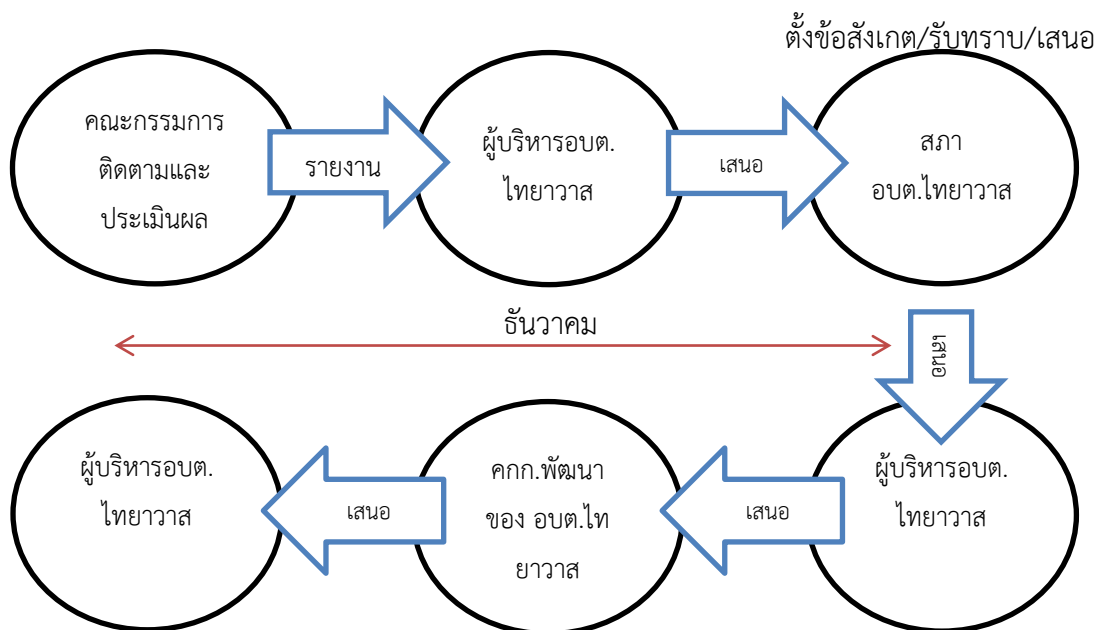 ตั้งข้อสังเกต/รับทราบ/เสนอ
คณะกรรมการ
ติดตามและ
ประเมินผล
รายงาน
ผู้บริหารอบต.
ไทยาวาส
เสนอ
สภา
อบต.ไทยาวาส
ธันวาคม
เสนอ
ผู้บริหารอบต.
ไทยาวาส
เสนอ
คกก.พัฒนา
ของ อบต.ไท
ยาวาส
เสนอ
ผู้บริหารอบต.
ไทยาวาส